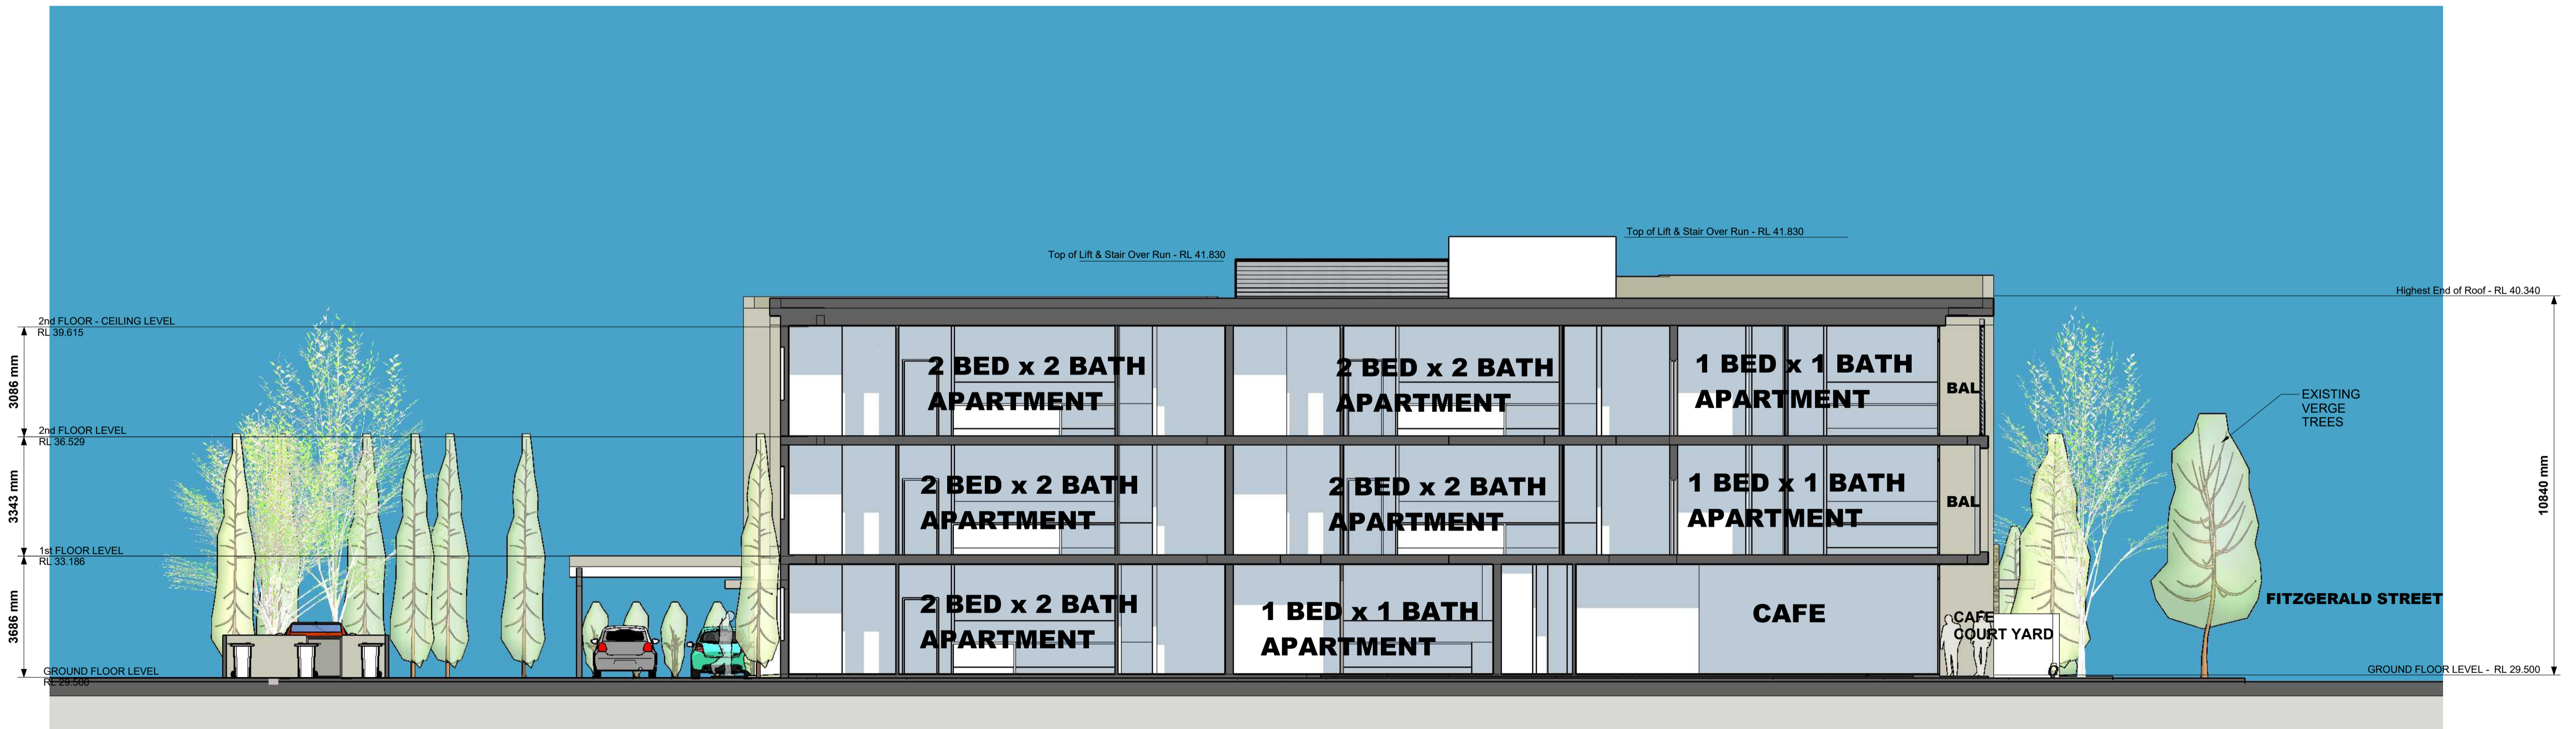 Top of Lift & Stair Over Run - RL 41.830
Top of Lift & Stair Over Run - RL 41.830
Highest End of Roof - RL 40.340
2nd FLOOR - CEILING LEVEL
RL 39.615
3086 mm
2 BED x 2 BATH
APARTMENT
2 BED x 2 BATH
APARTMENT
1 BED x 1 BATH
APARTMENT
BAL
EXISTING
VERGE
TREES
2nd FLOOR LEVEL
RL 36.529
3343 mm
2 BED x 2 BATH
APARTMENT
2 BED x 2 BATH
APARTMENT
1 BED x 1 BATH
APARTMENT
BAL
10840 mm
1st FLOOR LEVEL
RL 33.186
3686 mm
2 BED x 2 BATH
APARTMENT
1 BED x 1 BATH
APARTMENT
CAFE
CAFE
COURT YARD
FITZGERALD STREET
GROUND FLOOR LEVEL
RL 29.500
GROUND FLOOR LEVEL - RL 29.500